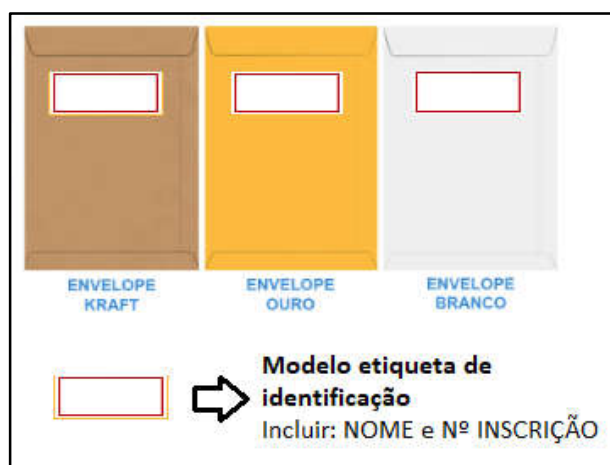 ENVELOPE
KRAFT
ENVELOPE
OURO
ENVELOPE
BRANCO
Modelo etiqueta de
identificação
Incluir: NOME e Nº INSCRIÇÃO